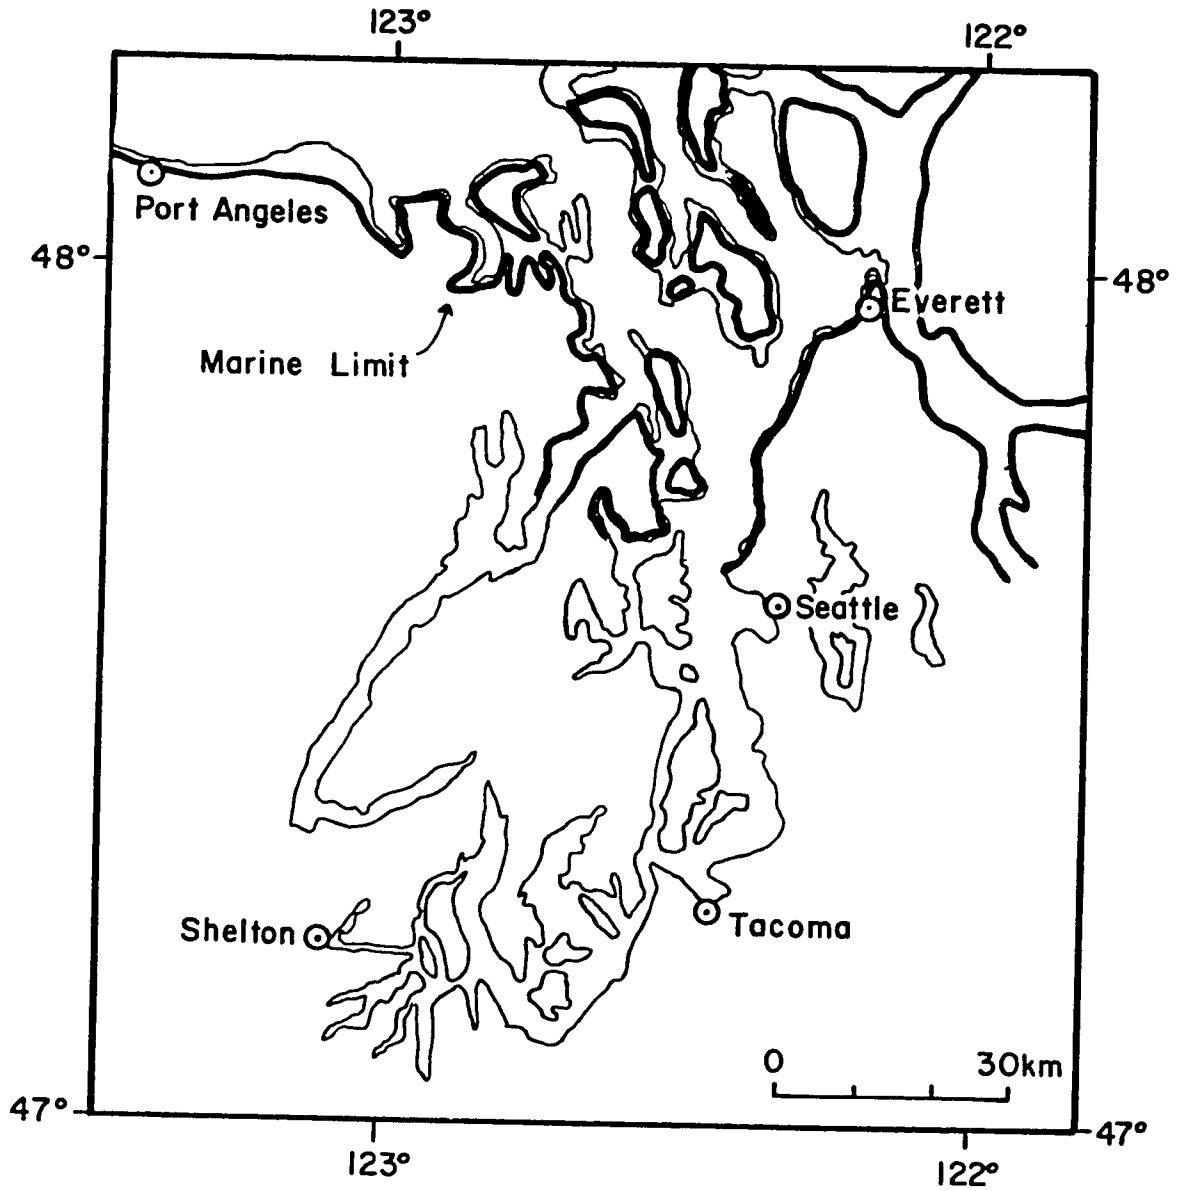 123°
122°
Port Angeles
48°
48°
Everett
Marine Limit
Seattle
Shelton
Tacoma
0 30km
47°
47°
123°
122°